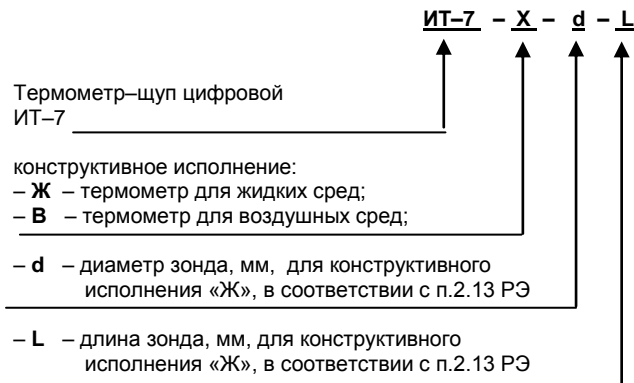 ИТ–7 – Х – d – L
Термометр–щуп цифровой
ИТ–7
конструктивное исполнение:
– Ж – термометр для жидких сред;
– В – термометр для воздушных сред;
– d – диаметр зонда, мм, для конструктивного
исполнения «Ж», в соответствии с п.2.13 РЭ
– L – длина зонда, мм, для конструктивного
исполнения «Ж», в соответствии с п.2.13 РЭ